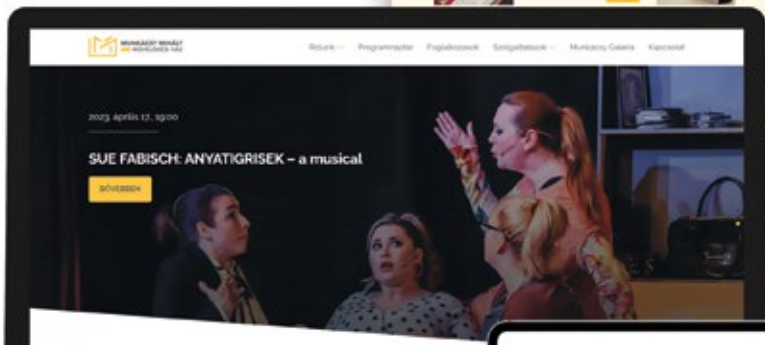 MUNKÁCSY MIHÁLY
MŰVELŐDÉSI HÁZ
Rólunk
Programnaptár
Foglalkozások
Szolgáltatások
Munkácsy Galéria
Kapcsolat
2023. április 17., 19:00
SUE FABISCH: ANYATIGRISEK – a musical
BŐVEBBEN